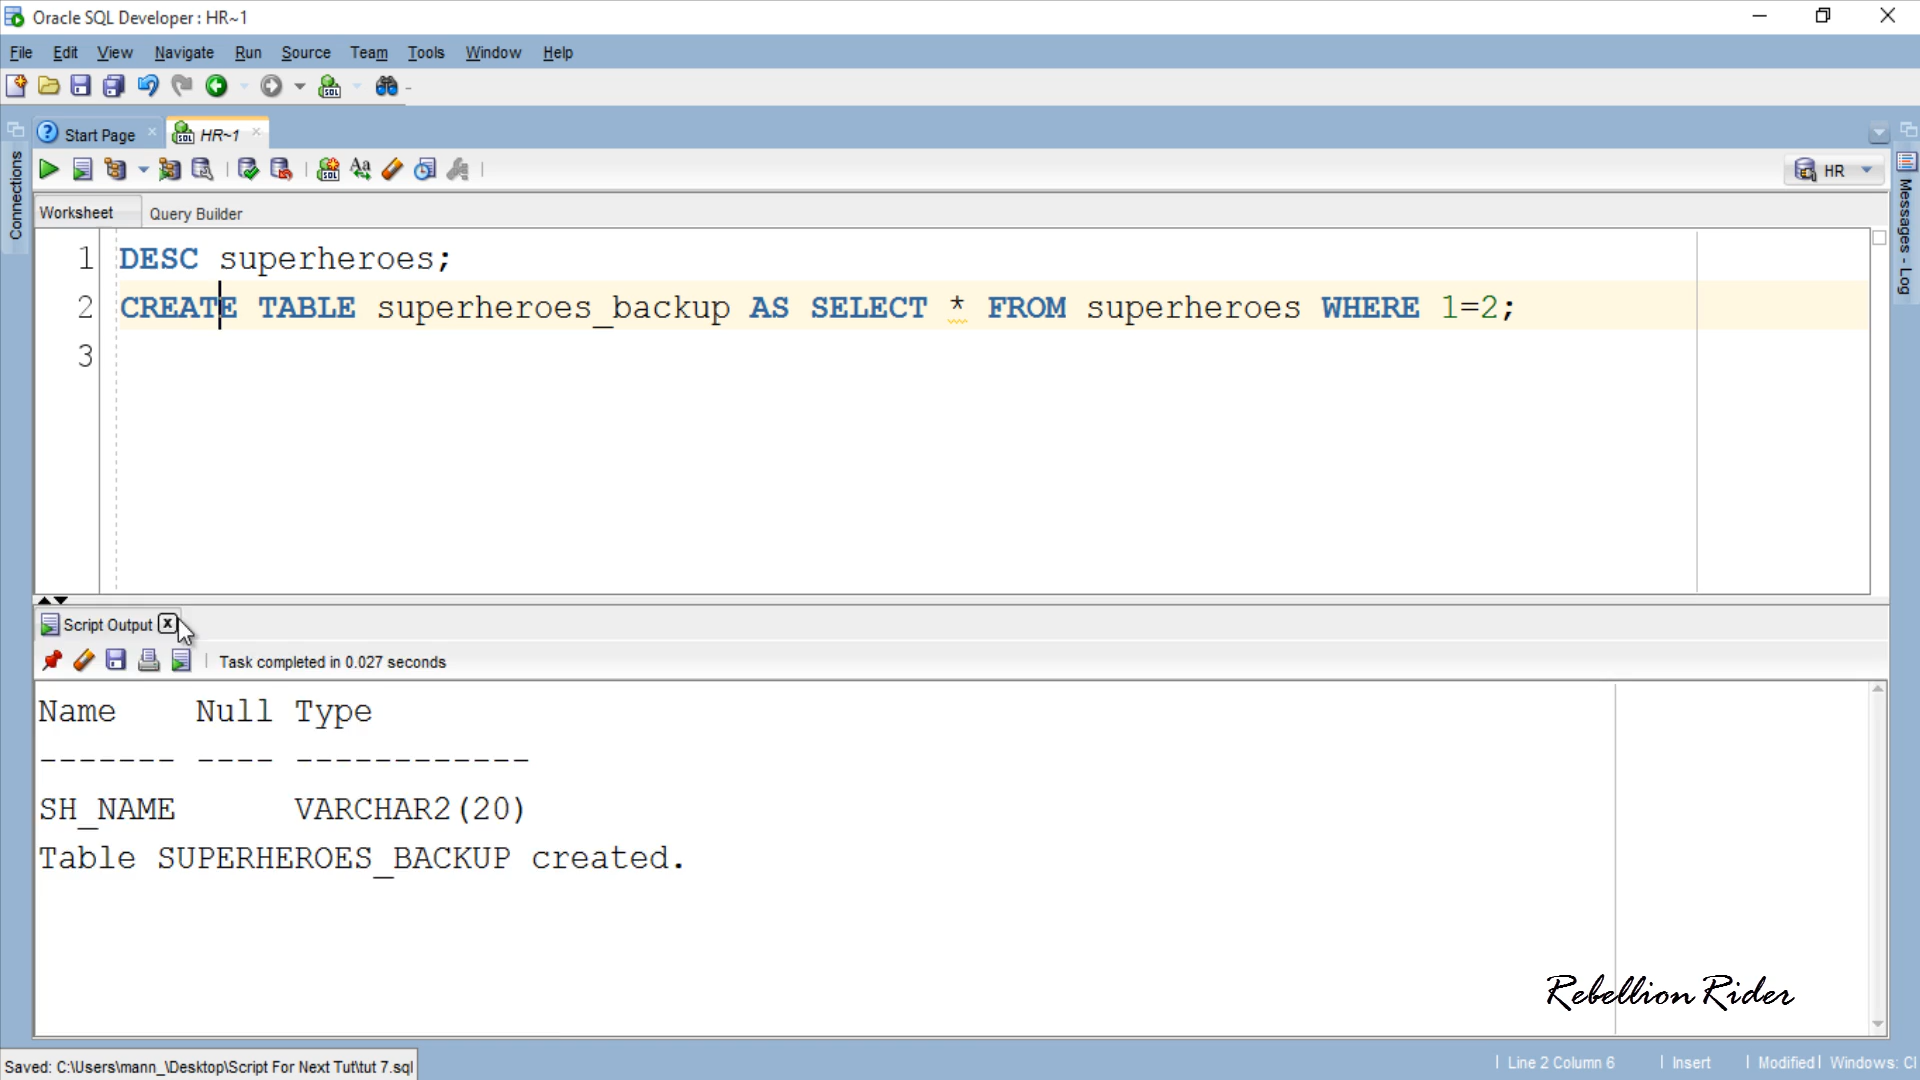 Oracle SQL Developer : HR~1
File Edit View Navigate Run Source Team Tools Window Help
Start Page HR~1
HR
Connections
Messages - Log
Worksheet Query Builder
1 DESC superheroes;
2 CREATE TABLE superheroes_backup AS SELECT * FROM superheroes WHERE 1=2;
3
Script Output
Task completed in 0.027 seconds
Name Null Type
------- ---- ------------
SH_NAME VARCHAR2(20)
Table SUPERHEROES_BACKUP created.
Rebellion Rider
Saved: C:\Users\mann_\Desktop\Script For Next Tut\tut 7.sql
Line 2 Column 6 | Insert | Modified | Windows: Cl